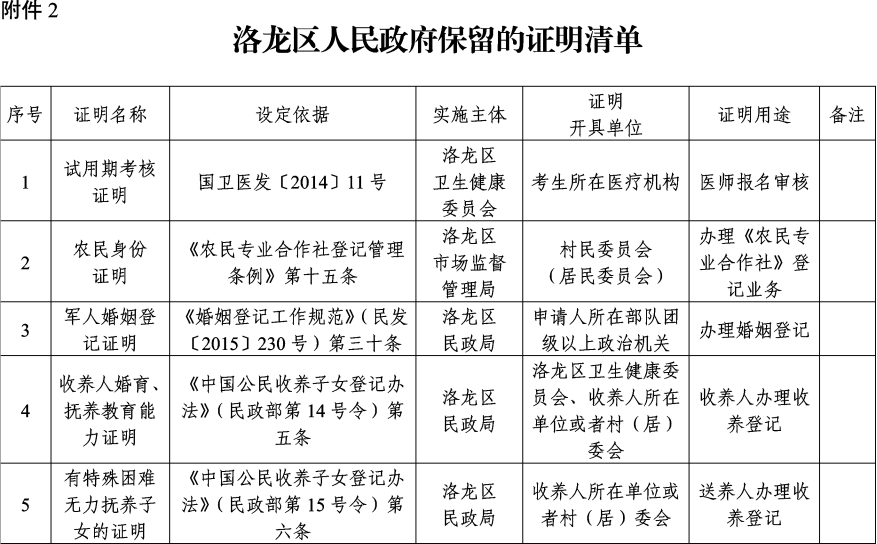 附件 2
洛龙区人民政府保留的证明清单
序号 证明名称 设定依据 实施主体 证明开具单位 证明用途 备注
1 试用期考核证明 国卫医发〔2014〕11 号 洛龙区卫生健康委员会 考生所在医疗机构 医师报名审核
2 农民身份证明 《农民专业合作社登记管理条例》第十五条 洛龙区市场监督管理局 村民委员会（居民委员会） 办理《农民专业合作社》登记业务
3 军人婚姻登记证明 《婚姻登记工作规范》（民发〔2015〕230 号）第三十条 洛龙区民政局 申请人所在部队团级以上政治机关 办理婚姻登记
4 收养人婚育、抚养教育能力证明 《中国公民收养子女登记办法》（民政部第 14 号令）第五条 洛龙区民政局 洛龙区卫生健康委员会、收养人所在单位或者村（居）委会 收养人办理收养登记
5 有特殊困难无力抚养子女的证明 《中国公民收养子女登记办法》（民政部第 15 号令）第六条 洛龙区民政局 收养人所在单位或者村（居）委会 送养人办理收养登记